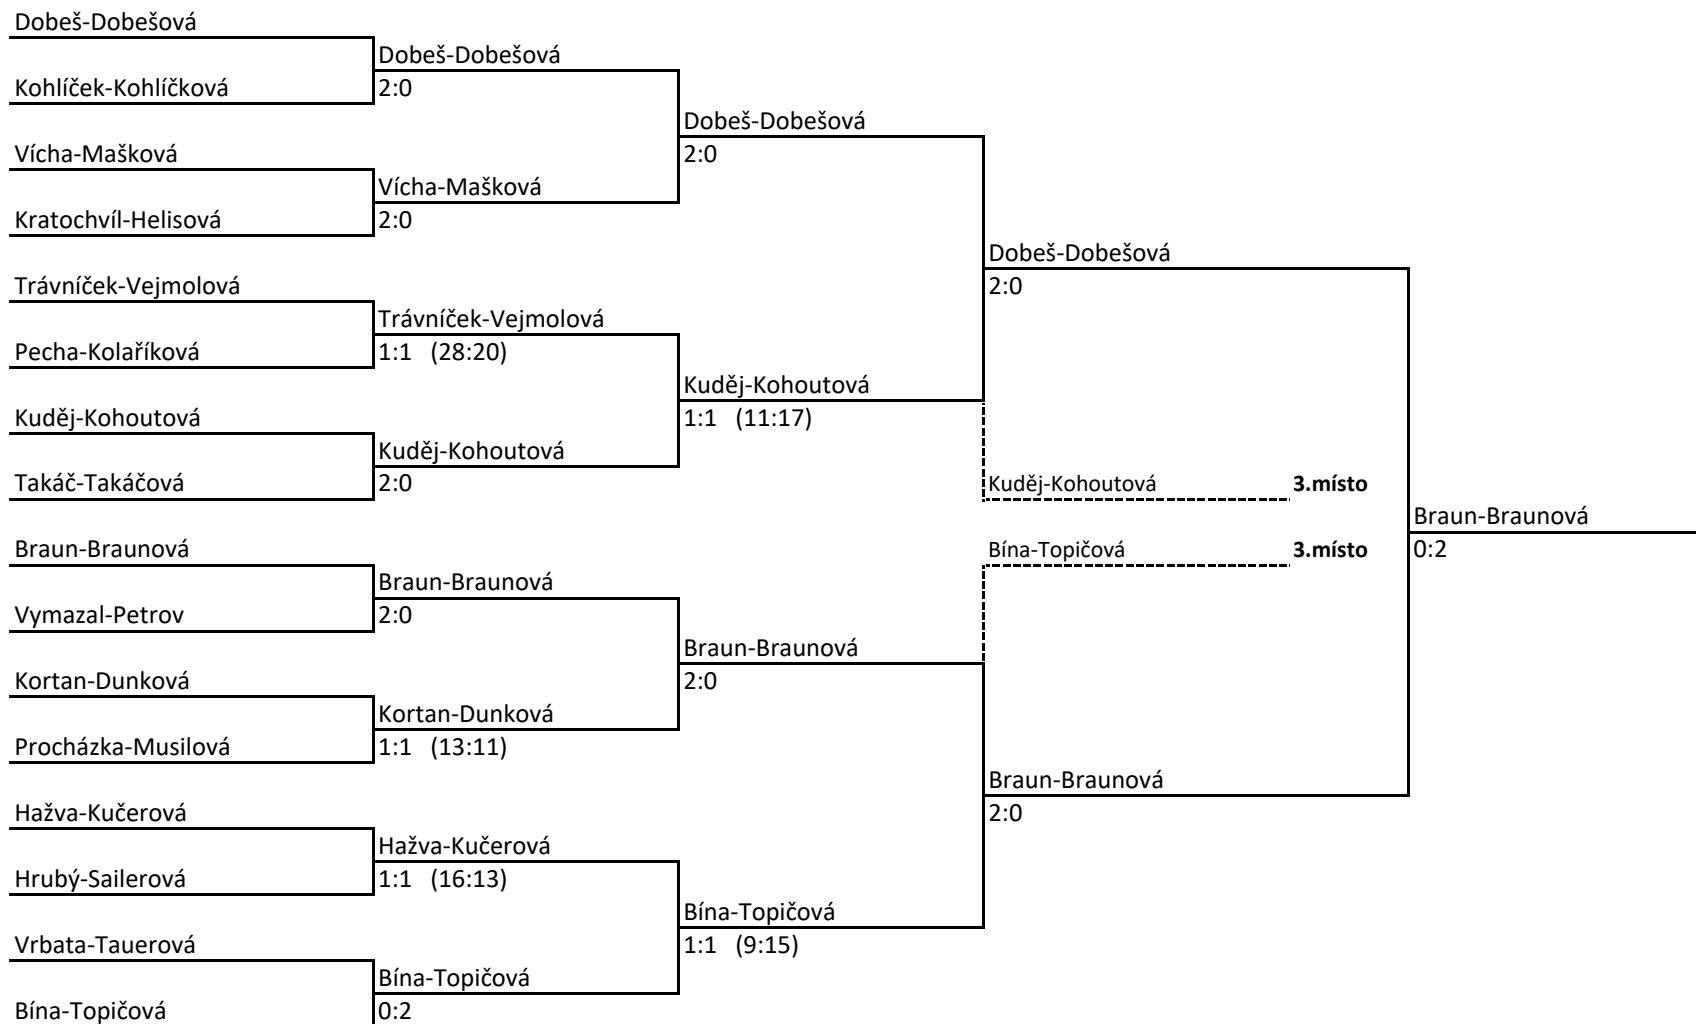 Dobeš-Dobešová
Dobeš-Dobešová
Kohlíček-Kohlíčková
2:0
Dobeš-Dobešová
Vícha-Mašková
2:0
Vícha-Mašková
Kratochvíl-Helisová
2:0
Dobeš-Dobešová
Trávníček-Vejmolová
2:0
Trávníček-Vejmolová
Pecha-Kolaříková
1:1 (28:20)
Kuděj-Kohoutová
Kuděj-Kohoutová
1:1 (11:17)
Kuděj-Kohoutová
Takáč-Takáčová
2:0
Kuděj-Kohoutová 3.místo
Braun-Braunová
Braun-Braunová
Bína-Topičová 3.místo
0:2
Braun-Braunová
Vymazal-Petrov
2:0
Braun-Braunová
Kortan-Dunková
2:0
Kortan-Dunková
Procházka-Musilová
1:1 (13:11)
Braun-Braunová
Hažva-Kučerová
2:0
Hažva-Kučerová
Hrubý-Sailerová
1:1 (16:13)
Bína-Topičová
Vrbata-Tauerová
1:1 (9:15)
Bína-Topičová
Bína-Topičová
0:2